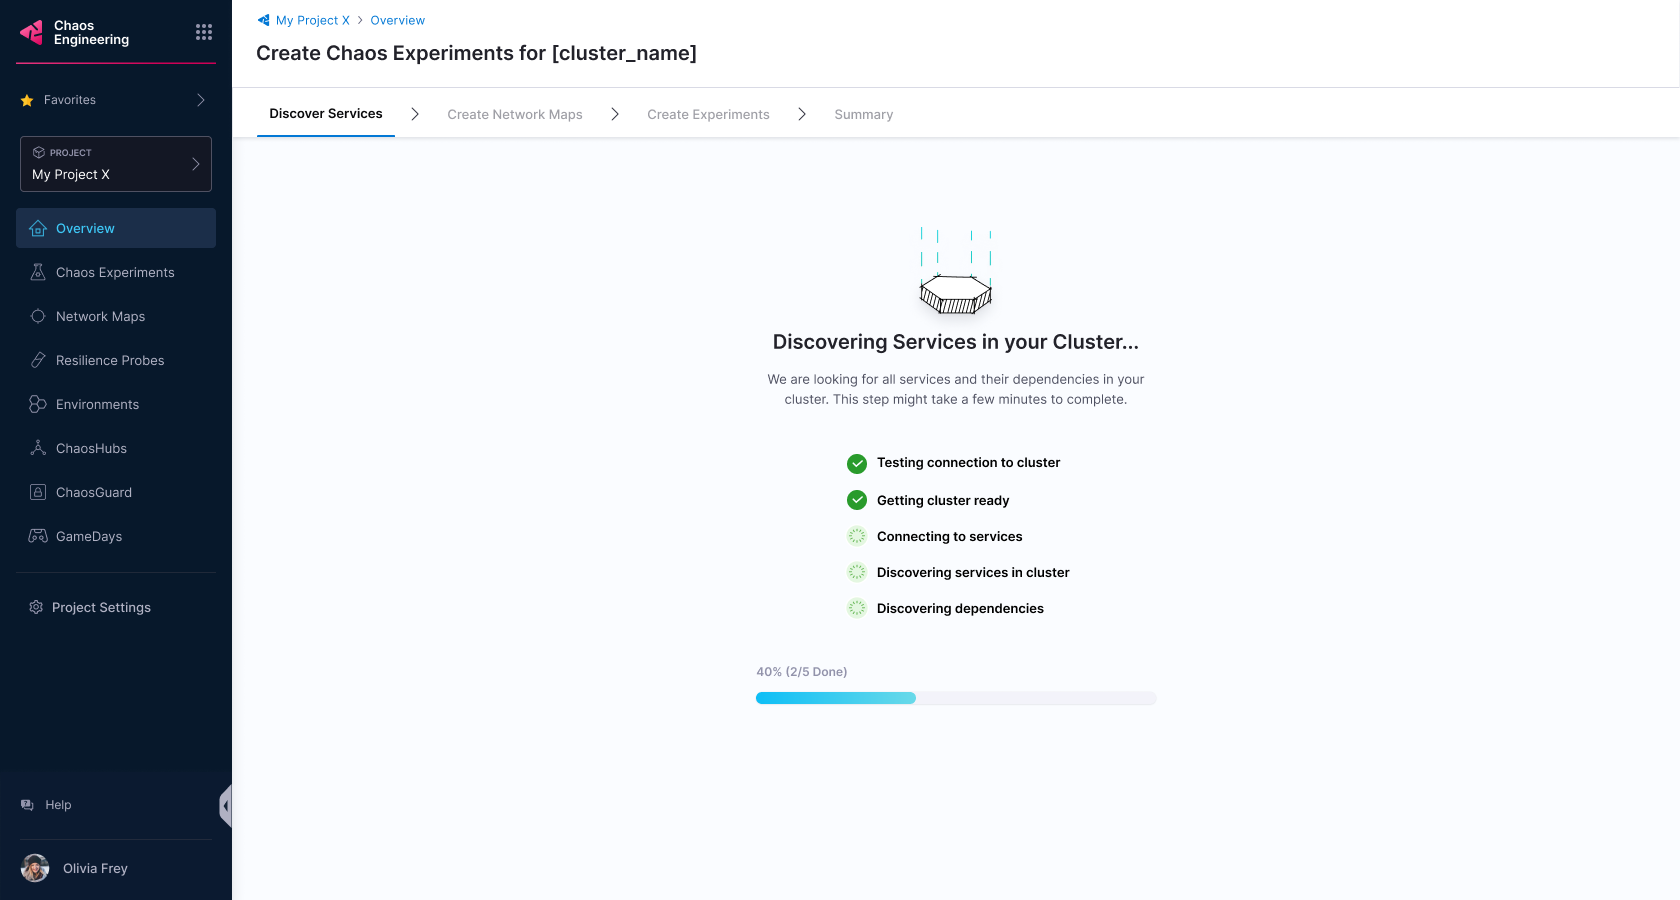 Chaos
Engineering
Favorites
PROJECT
My Project X
Overview
Chaos Experiments
Network Maps
Resilience Probes
Environments
ChaosHubs
ChaosGuard
GameDays
Project Settings
Help
Olivia Frey
My Project X > Overview
Create Chaos Experiments for [cluster_name]
Discover Services
Create Network Maps
Create Experiments
Summary
Discovering Services in your Cluster...
We are looking for all services and their dependencies in your
cluster. This step might take a few minutes to complete.
Testing connection to cluster
Getting cluster ready
Connecting to services
Discovering services in cluster
Discovering dependencies
40% (2/5 Done)